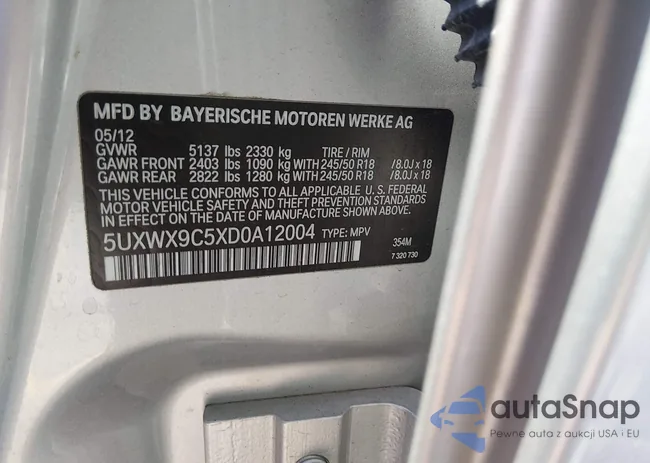 MFD BY BAYERISCHE MOTOREN WERKE AG
05/12
GVWR 5137 lbs 2330 kg TIRE / RIM
GAWR FRONT 2403 lbs 1090 kg WITH 245/50 R18 /8.0J x 18
GAWR REAR 2822 lbs 1280 kg WITH 245/50 R18 /8.0J x 18
THIS VEHICLE CONFORMS TO ALL APPLICABLE U. S. FEDERAL
MOTOR VEHICLE SAFETY AND THEFT PREVENTION STANDARDS
IN EFFECT ON THE DATE OF MANUFACTURE SHOWN ABOVE.
5UXWX9C5XD0A12004 TYPE: MPV 354M
7 320 730
autaSnap
Pewne auta z aukcji USA i EU